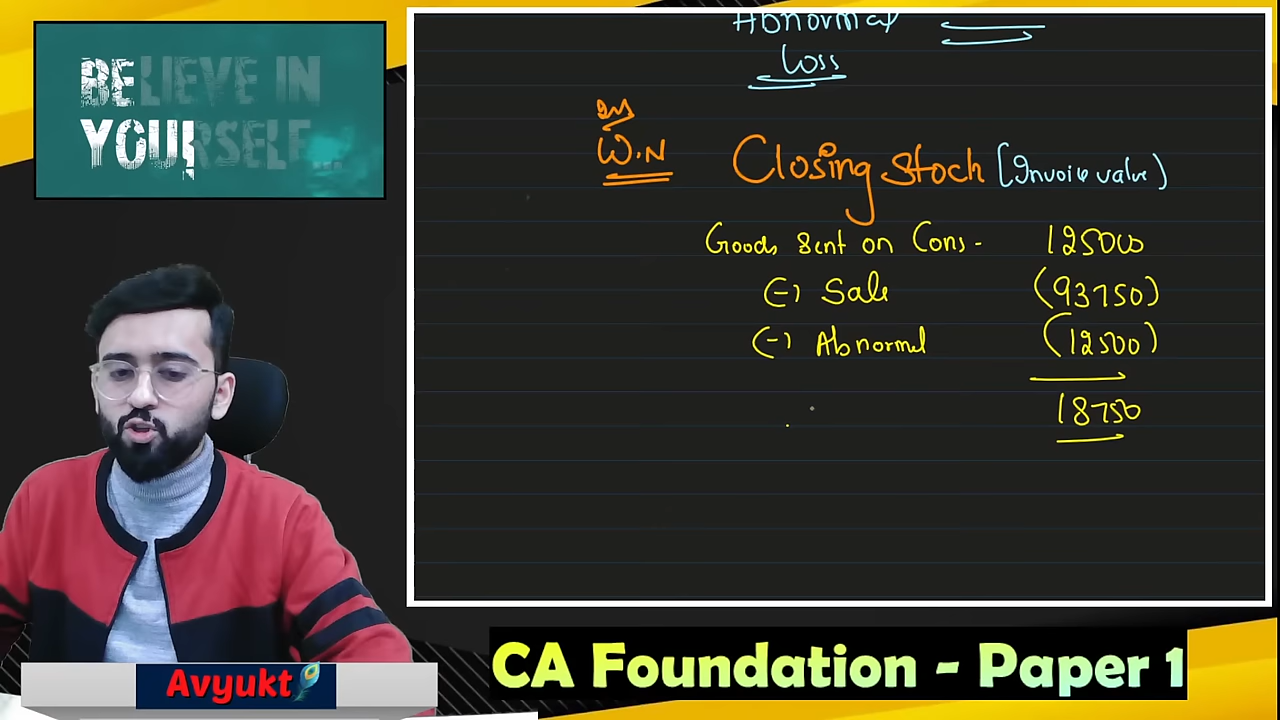 BELIEVE IN
YOURSELF...
Abnormal
Loss
W.N
Closing Stock [Invoice value)
Goods Sent on Cons - 125000
(-) Sale (93750)
(-) Abnormal (12500)
18750
Avyukt
CA Foundation - Paper 1